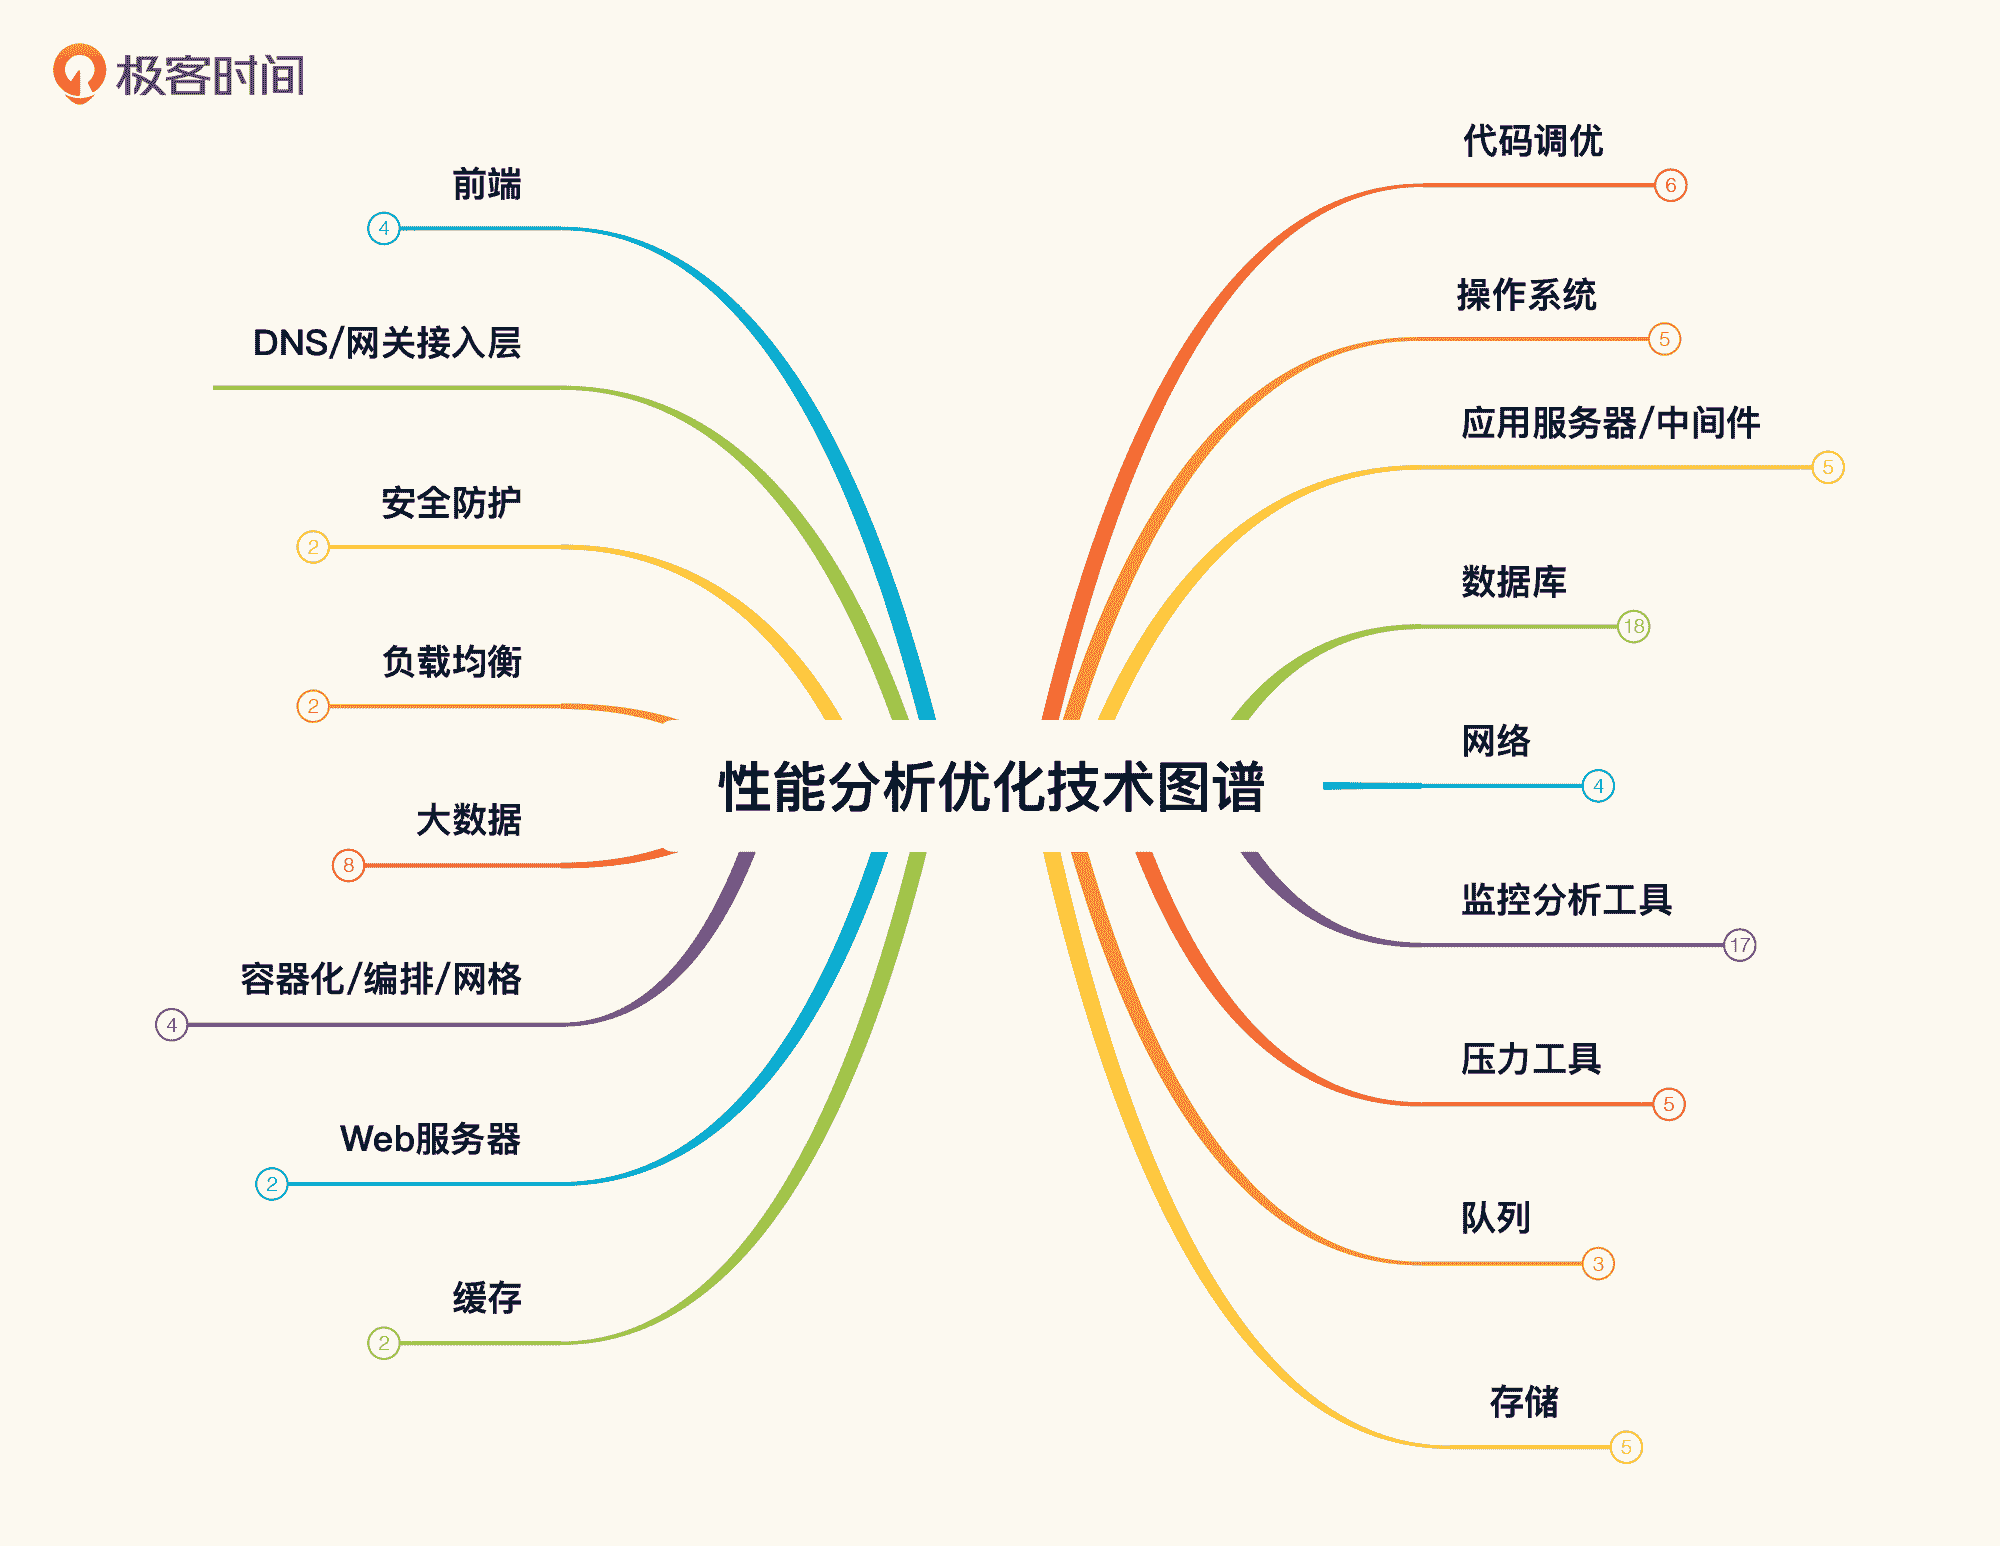 极客时间
前端
4
DNS/网关接入层
安全防护
2
负载均衡
2
大数据
8
容器化/编排/网格
4
Web服务器
2
缓存
2
性能分析优化技术图谱
代码调优
6
操作系统
5
应用服务器/中间件
5
数据库
18
网络
4
监控分析工具
17
压力工具
5
队列
3
存储
5